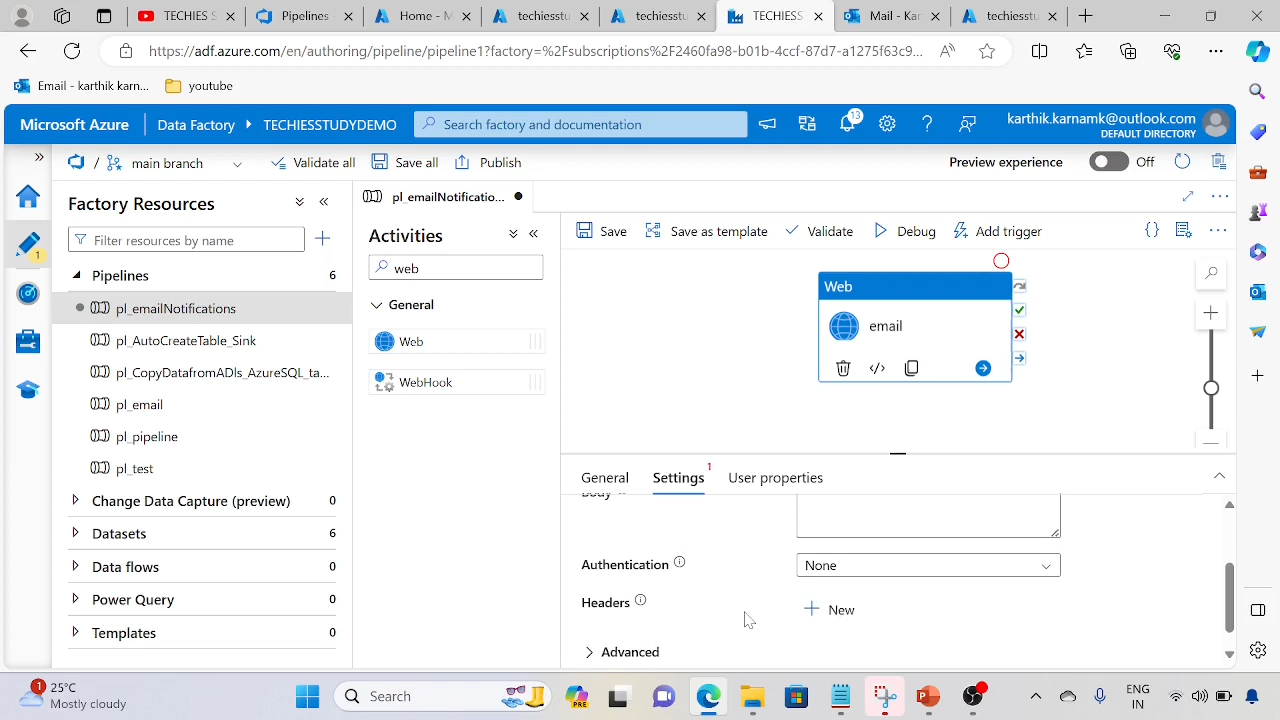 TECHIES S
Pipelines -
Home - M
techiesstu
techiesstu
TECHIESS
Mail - Kar
techiesstu
https://adf.azure.com/en/authoring/pipeline/pipeline1?factory=%2Fsubscriptions%2F2460fa98-b01b-4ccf-87d7-a1275f63c9...
Email - karthik karn...
youtube
Microsoft Azure
Data Factory
TECHIESSTUDYDEMO
Search factory and documentation
13
karthik.karnamk@outlook.com
DEFAULT DIRECTORY
/ main branch
Validate all
Save all
Publish
Preview experience
Off
Factory Resources
pl_emailNotificatio...
Filter resources by name
Activities
Save
Save as template
Validate
Debug
Add trigger
1
Pipelines 6
web
pl_emailNotifications
General
pl_AutoCreateTable_Sink
Web
pl_CopyDatafromADls_AzureSQL_ta...
WebHook
pl_email
pl_pipeline
pl_test
Web
email
Change Data Capture (preview) 0
Datasets 6
Data flows 0
Power Query 0
Templates 0
General
Settings 1
User properties
Body
Authentication
None
Headers
New
Advanced
1
25°C
Mostly cloudy
Search
PRE
ENG
IN